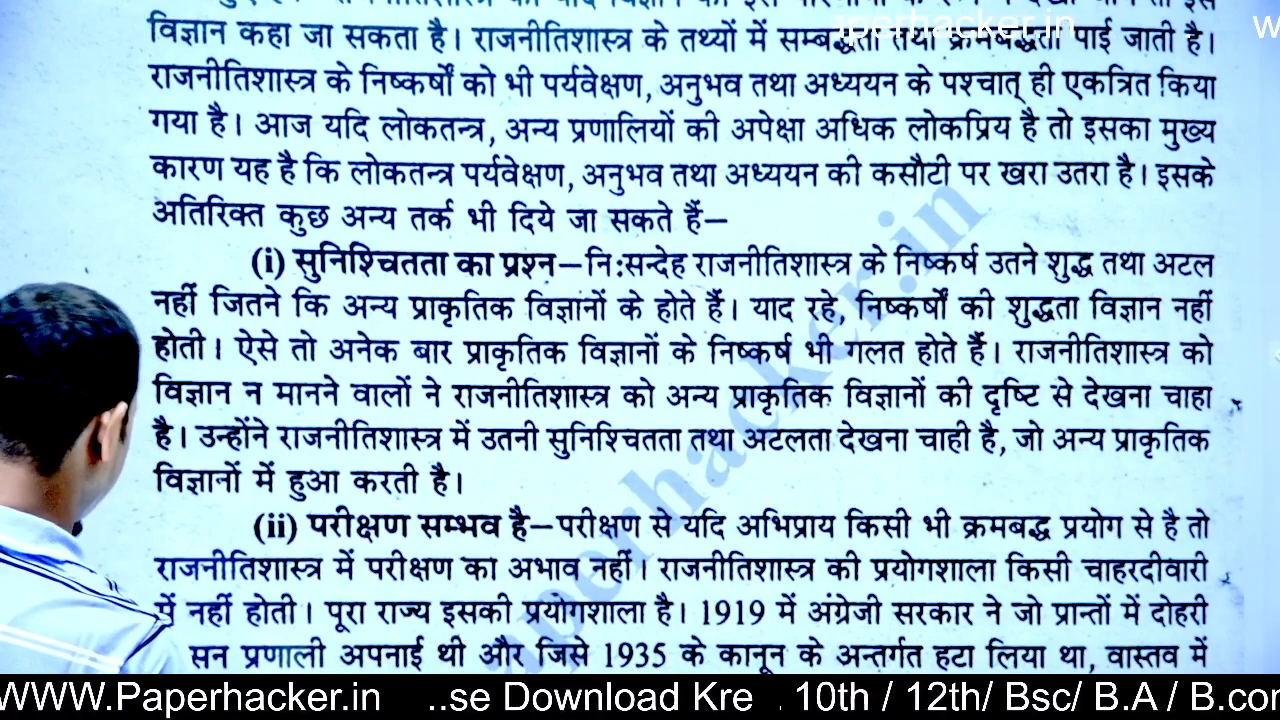 विज्ञान कहा जा सकता है। राजनीतिशास्त्र के तथ्यों में सम्बद्धता तथा क्रमबद्धता पाई जाती है।
राजनीतिशास्त्र के निष्कर्षों को भी पर्यवेक्षण, अनुभव तथा अध्ययन के पश्चात् ही एकत्रित किया
गया है। आज यदि लोकतन्त्र, अन्य प्रणालियों की अपेक्षा अधिक लोकप्रिय है तो इसका मुख्य
कारण यह है कि लोकतन्त्र पर्यवेक्षण, अनुभव तथा अध्ययन की कसौटी पर खरा उतरा है। इसके
अतिरिक्त कुछ अन्य तर्क भी दिये जा सकते हैं–
(i) सुनिश्चितता का प्रश्न–निःसन्देह राजनीतिशास्त्र के निष्कर्ष उतने शुद्ध तथा अटल
नहीं जितने कि अन्य प्राकृतिक विज्ञानों के होते हैं। याद रहे, निष्कर्षों की शुद्धता विज्ञान नहीं
होती। ऐसे तो अनेक बार प्राकृतिक विज्ञानों के निष्कर्ष भी गलत होते हैं। राजनीतिशास्त्र को
विज्ञान न मानने वालों ने राजनीतिशास्त्र को अन्य प्राकृतिक विज्ञानों की दृष्टि से देखना चाहा
है। उन्होंने राजनीतिशास्त्र में उतनी सुनिश्चितता तथा अटलता देखना चाही है, जो अन्य प्राकृतिक
विज्ञानों में हुआ करती है।
(ii) परीक्षण सम्भव है–परीक्षण से यदि अभिप्राय किसी भी क्रमबद्ध प्रयोग से है तो
राजनीतिशास्त्र में परीक्षण का अभाव नहीं। राजनीतिशास्त्र की प्रयोगशाला किसी चाहरदीवारी
में नहीं होती। पूरा राज्य इसकी प्रयोगशाला है। 1919 में अंग्रेजी सरकार ने जो प्रान्तों में दोहरी
सन प्रणाली अपनाई थी और जिसे 1935 के कानून के अन्तर्गत हटा लिया था, वास्तव में
WWW.Paperhacker.in ..se Download Kre . 10th / 12th/ Bsc/ B.A / B.com